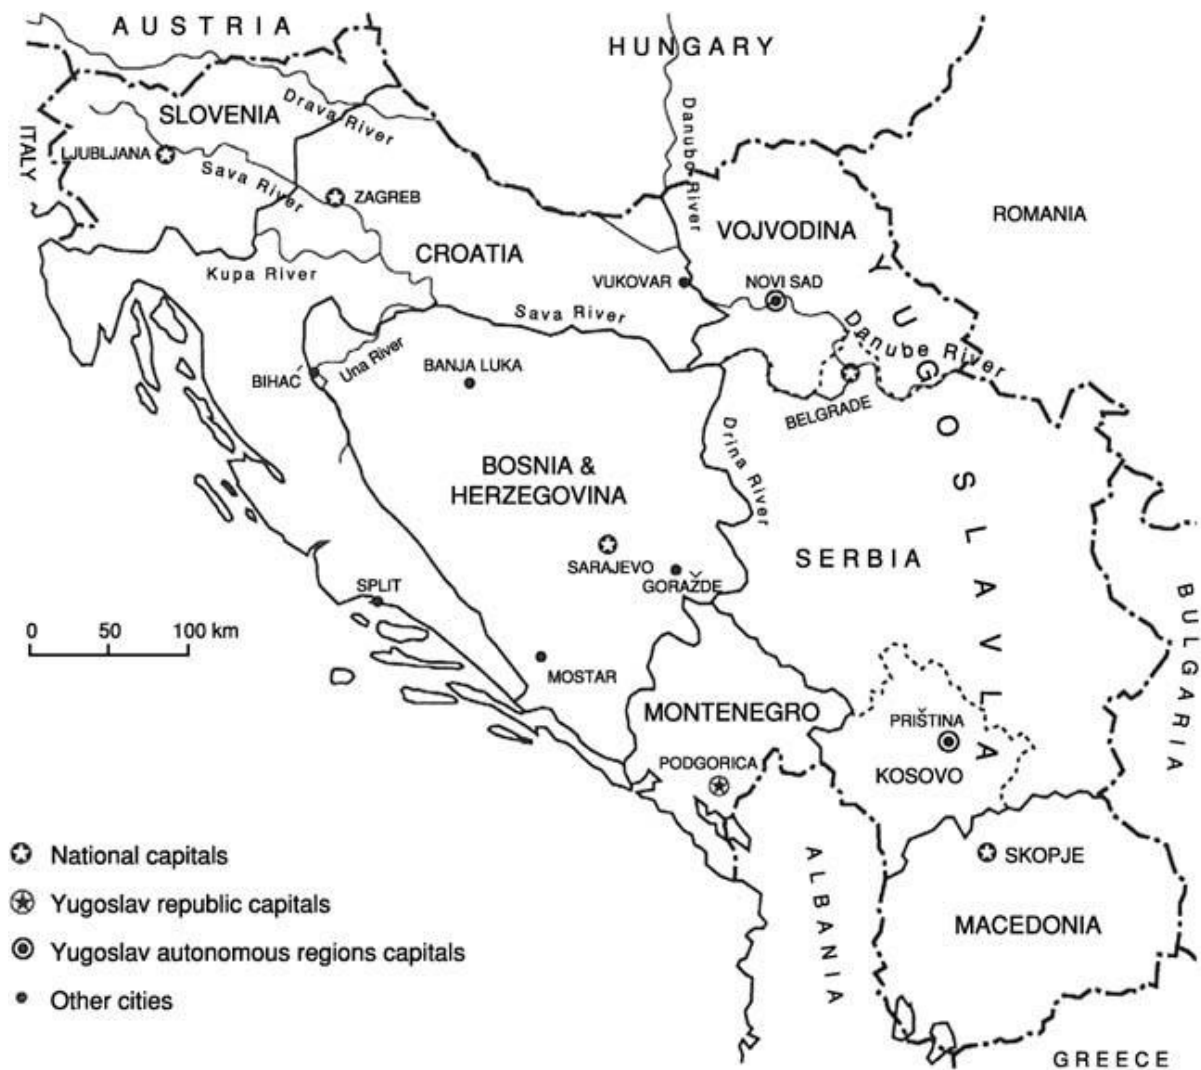 AUSTRIA
HUNGARY
SLOVENIA
Drava River
Danube River
ITALY
LJUBLJANA
Sava River
ZAGREB
VOJVODINA
ROMANIA
CROATIA
Kupa River
VUKOVAR
NOVI SAD
Sava River
Danube River
BIHAĆ
Una River
BANJA LUKA
BELGRADE
YUGOSLAVIA
Drina River
BOSNIA &
HERZEGOVINA
SARAJEVO
GORAŽDE
SERBIA
SPLIT
BULGARIA
0 50 100 km
MOSTAR
MONTENEGRO
PRIŠTINA
PODGORICA
KOSOVO
National capitals
SKOPJE
ALBANIA
Yugoslav republic capitals
MACEDONIA
Yugoslav autonomous regions capitals
Other cities
GREECE